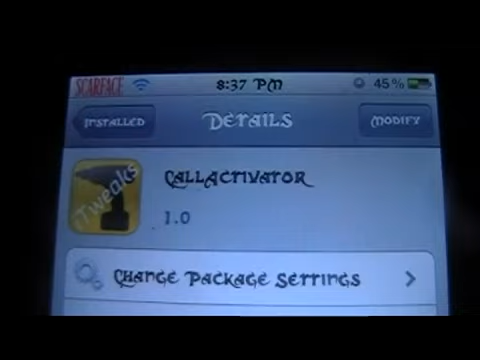 SCARFACE 8:37 PM 45%
Installed Details Modify
Tweaks
CallActivator
1.0
Change Package Settings